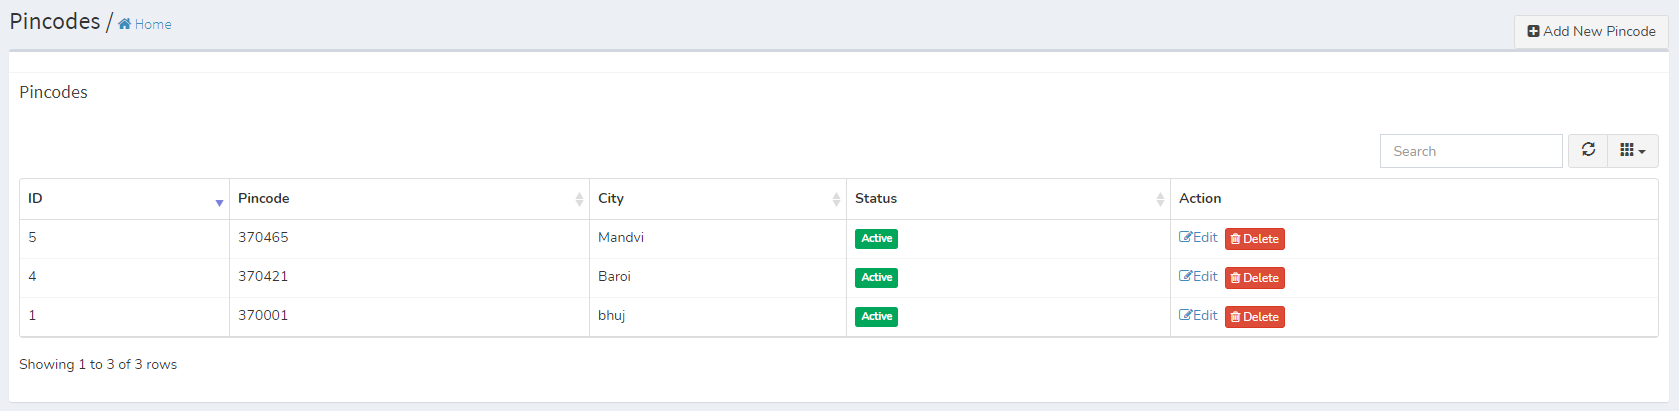 Pincodes / Home
Add New Pincode
Pincodes
Search
ID Pincode City Status Action
5 370465 Mandvi Active Edit Delete
4 370421 Baroi Active Edit Delete
1 370001 bhuj Active Edit Delete
Showing 1 to 3 of 3 rows